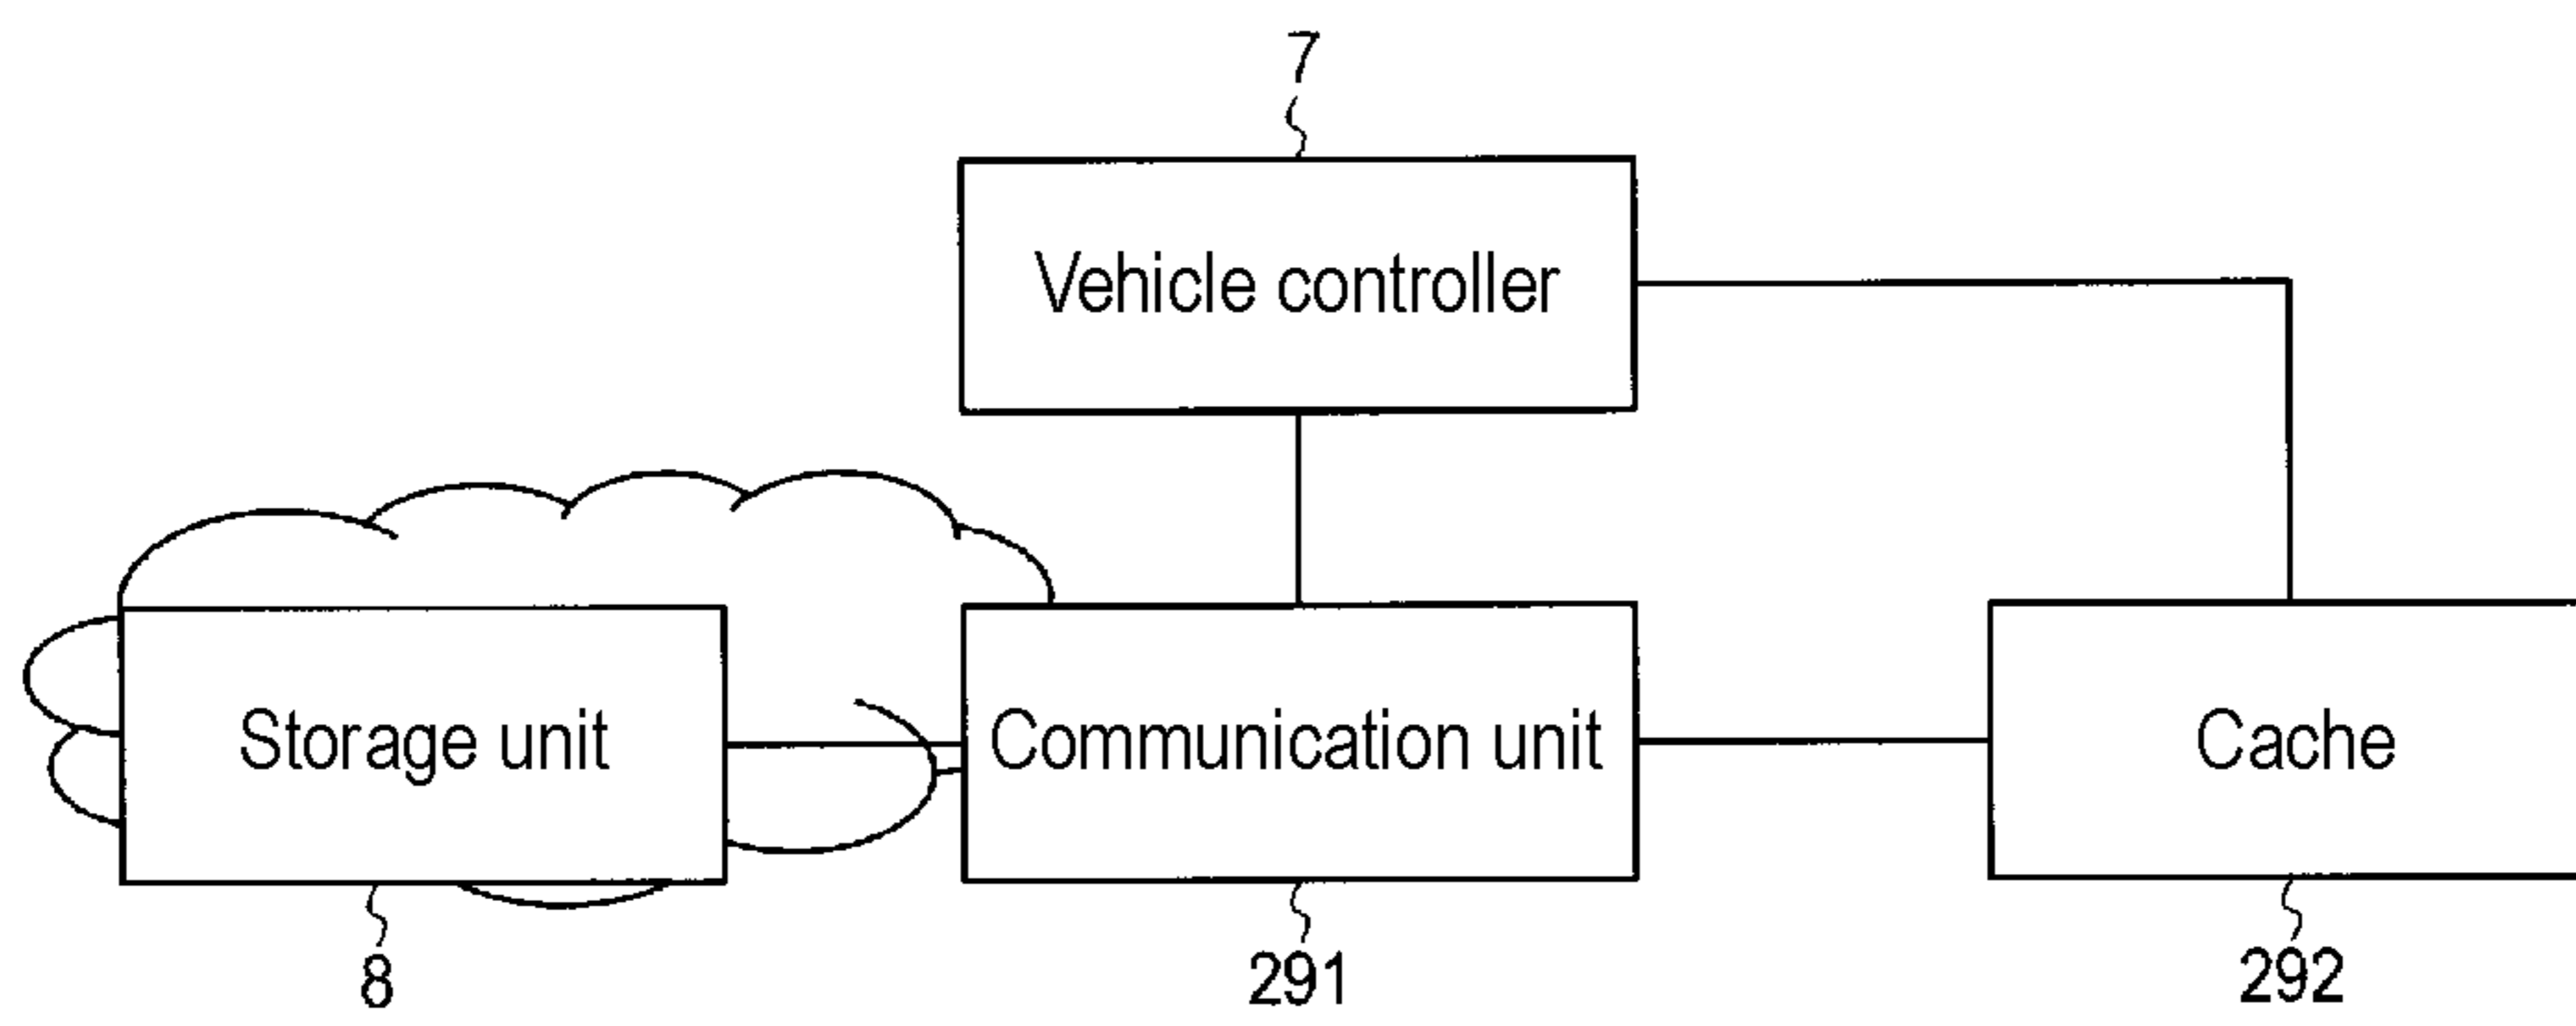 7
Vehicle controller
Storage unit
Communication unit
Cache
8
291
292